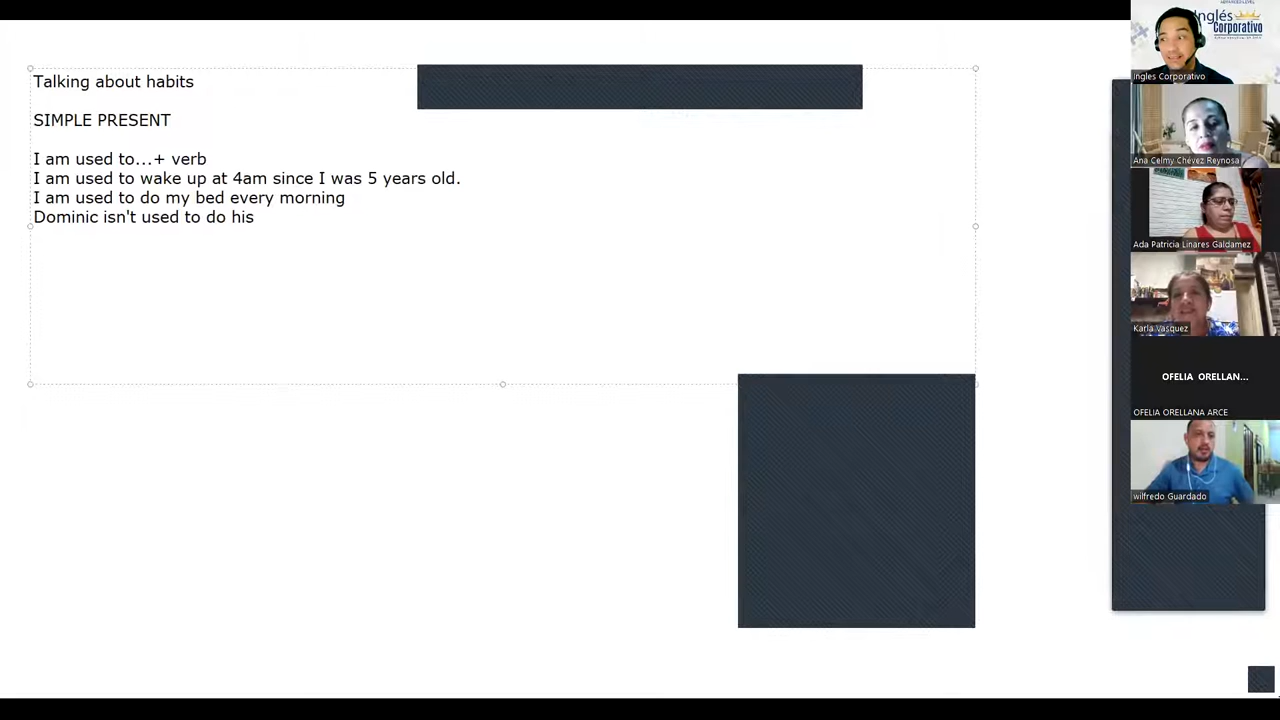 Talking about habits
SIMPLE PRESENT
I am used to...+ verb
I am used to wake up at 4am since I was 5 years old.
I am used to do my bed every morning
Dominic isn't used to do his
Inglés
Corporativo
Ingles Corporativo
Ana Celmy Chévez Reynosa
Ada Patricia Linares Galdamez
Karla Vasquez
OFELIA ORELLAN...
OFELIA ORELLANA ARCE
wilfredo Guardado